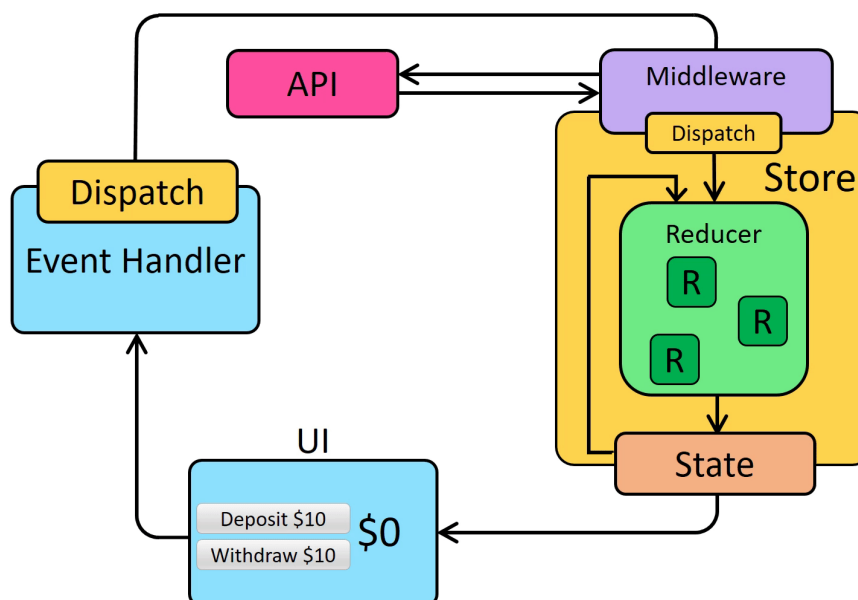 API
Middleware
Dispatch
Store
Dispatch
Event Handler
Reducer
R
R
R
UI
Deposit $10
Withdraw $10
$0
State